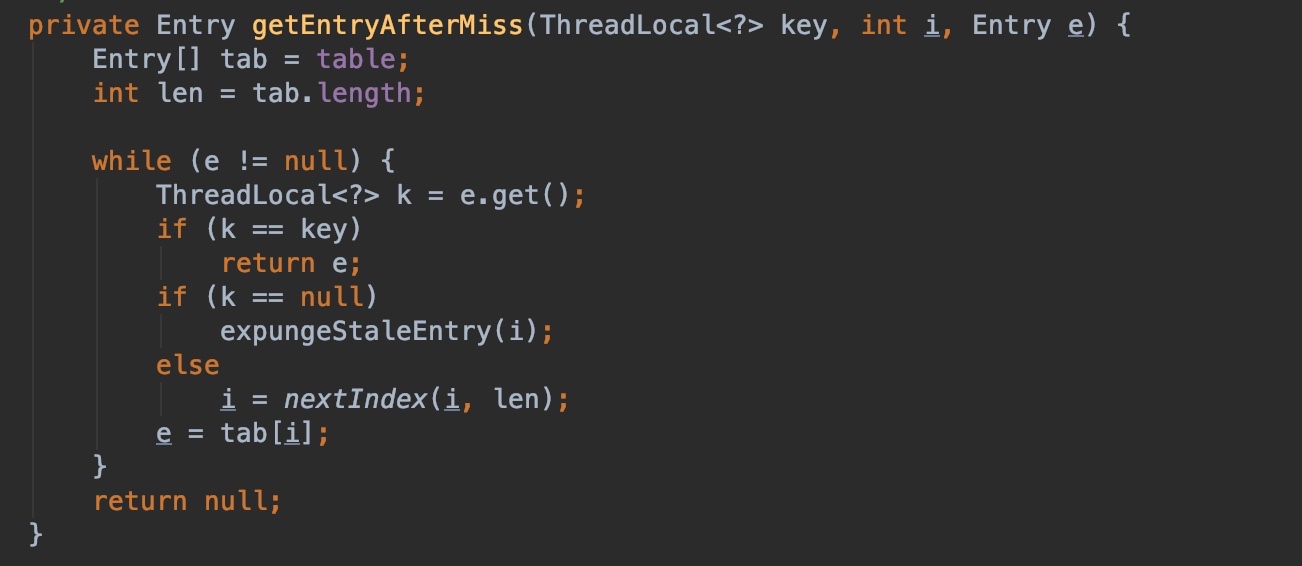 private Entry getEntryAfterMiss(ThreadLocal<?> key, int i, Entry e) {
    Entry[] tab = table;
    int len = tab.length;

    while (e != null) {
        ThreadLocal<?> k = e.get();
        if (k == key)
            return e;
        if (k == null)
            expungeStaleEntry(i);
        else
            i = nextIndex(i, len);
        e = tab[i];
    }
    return null;
}